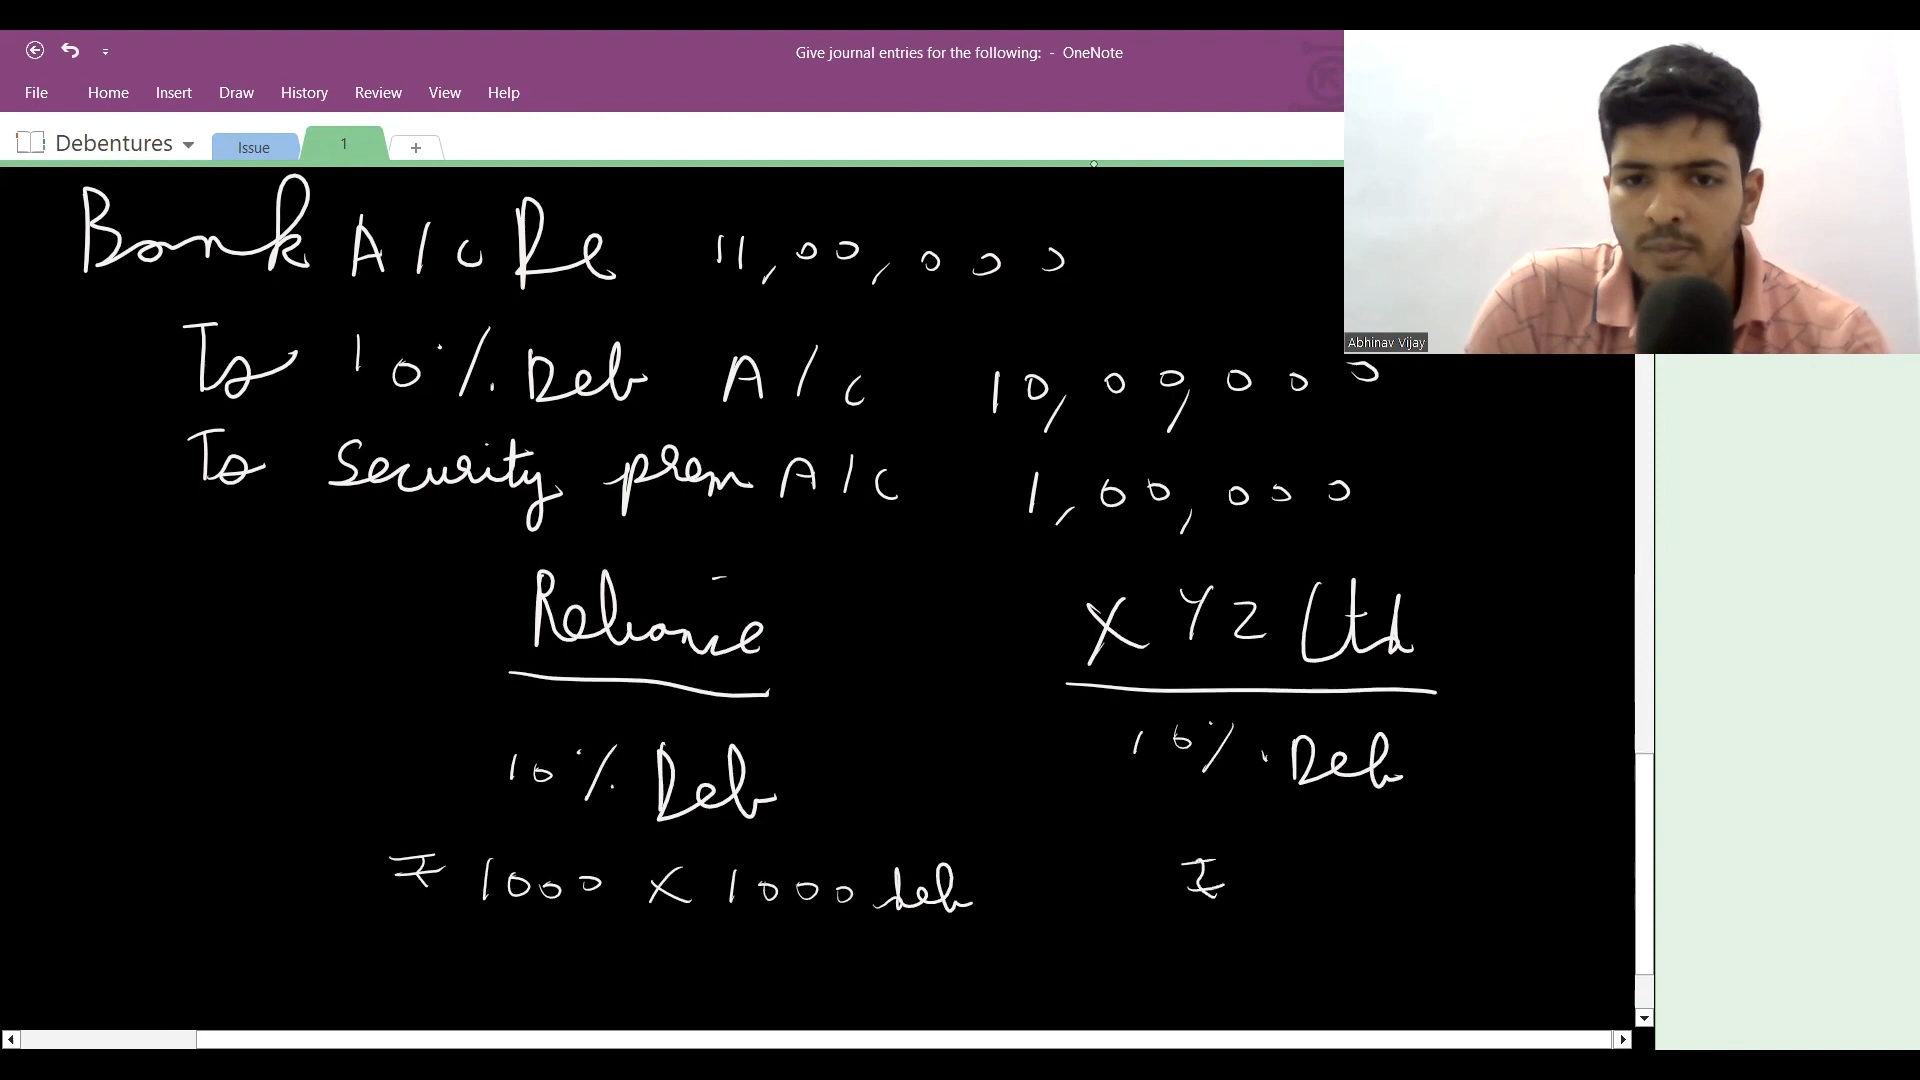 Give journal entries for the following: - OneNote
File Home Insert Draw History Review View Help
Debentures Issue 1 +
Abhinav Vijay
Bank A/c De 11,00,000
To 10% Deb A/c 10,00,000
To Security prem A/c 1,00,000
Reliance XYZ Ltd
10% Deb 10% Deb
₹ 1000 X 1000 deb ₹